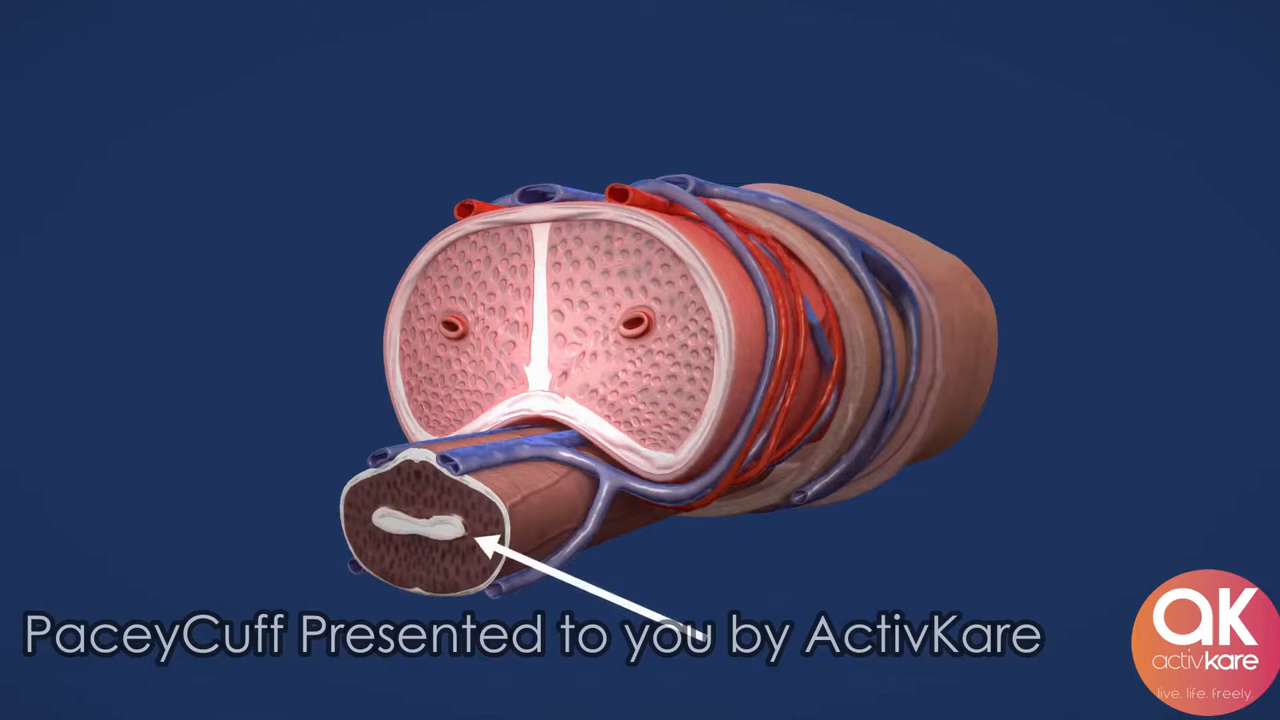 PaceyCuff Presented to you by ActivKare
aK
activkare
live. life. freely.